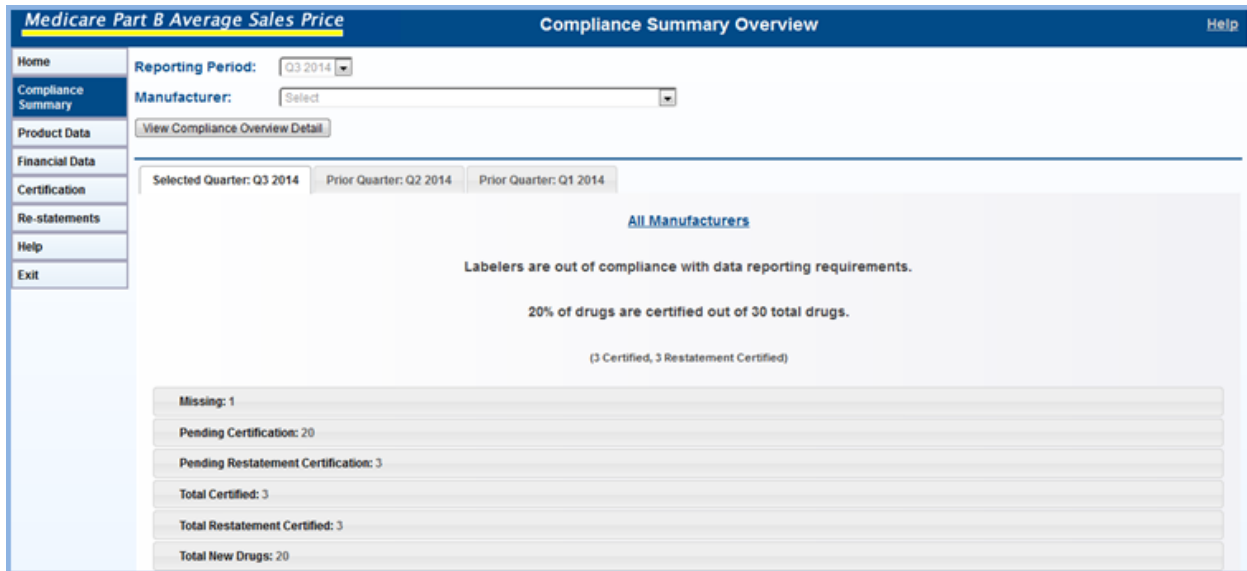 Medicare Part B Average Sales Price
Compliance Summary Overview
Help
Home
Compliance
Summary
Product Data
Financial Data
Certification
Re-statements
Help
Exit
Reporting Period: Q3 2014
Manufacturer: Select
View Compliance Overview Detail
Selected Quarter: Q3 2014 Prior Quarter: Q2 2014 Prior Quarter: Q1 2014
All Manufacturers
Labelers are out of compliance with data reporting requirements.
20% of drugs are certified out of 30 total drugs.
(3 Certified, 3 Restatement Certified)
Missing: 1
Pending Certification: 20
Pending Restatement Certification: 3
Total Certified: 3
Total Restatement Certified: 3
Total New Drugs: 20